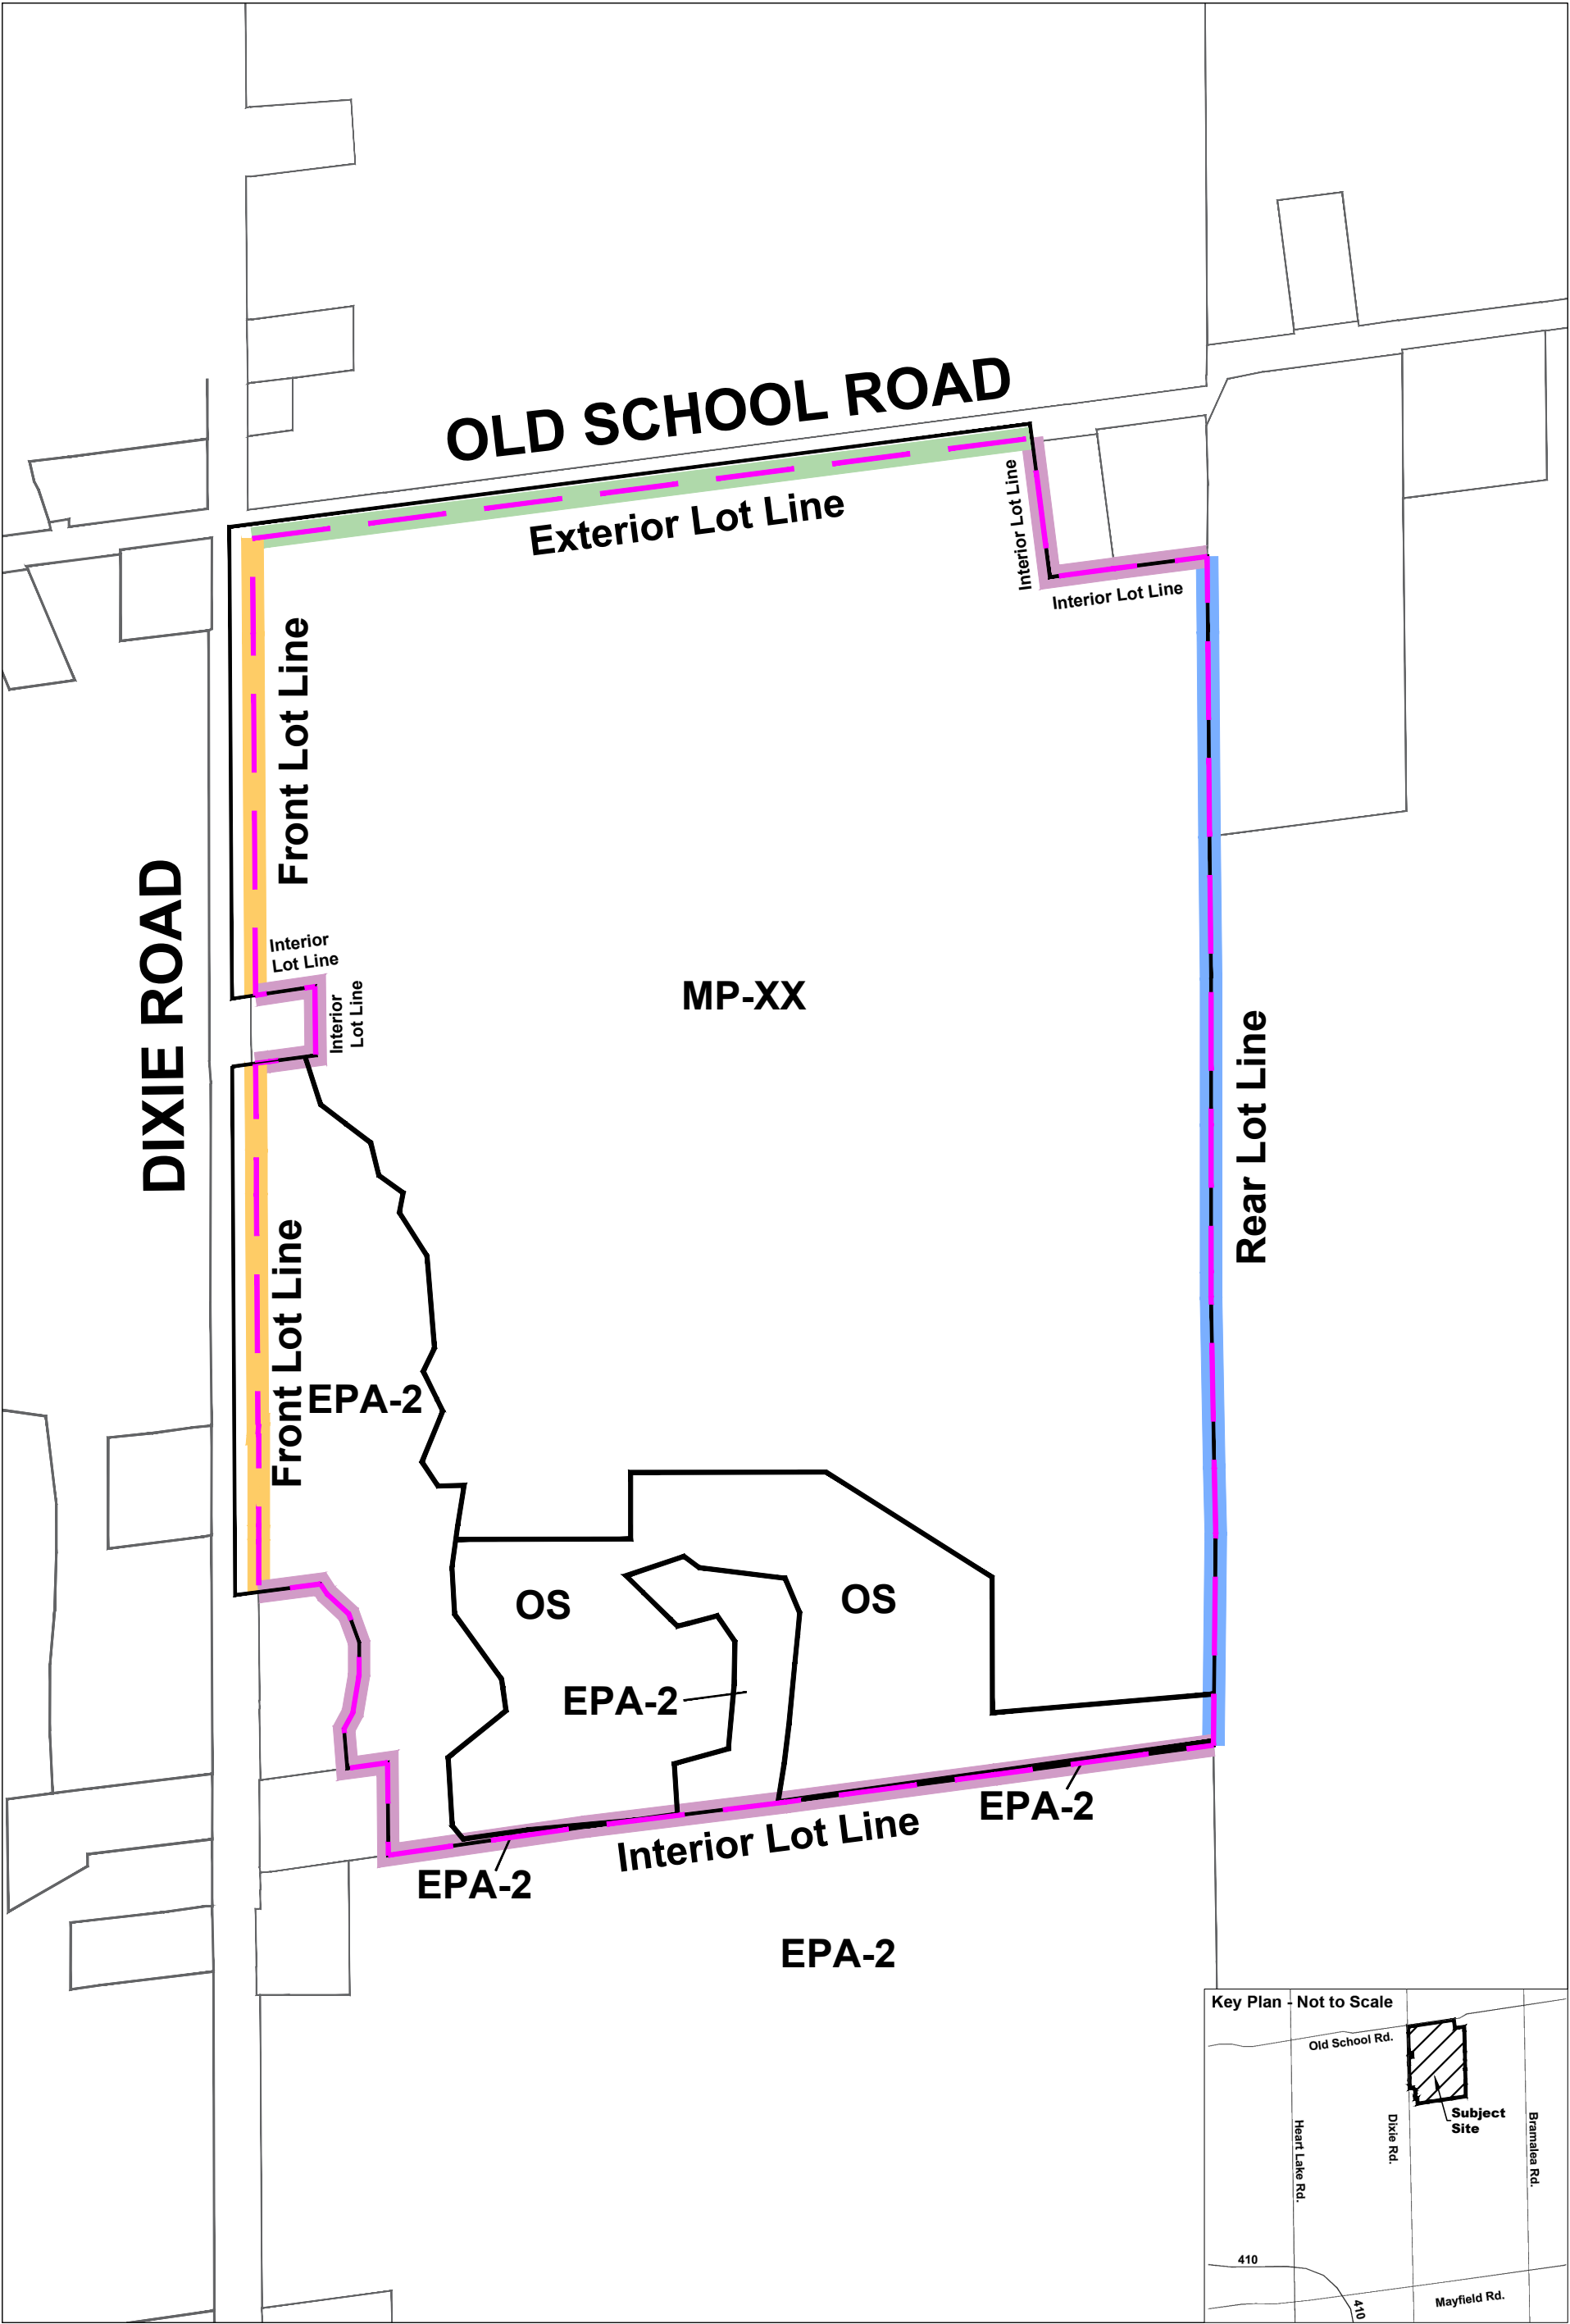 OLD SCHOOL ROAD
Exterior Lot Line
Interior Lot Line
Interior Lot Line
Front Lot Line
DIXIE ROAD
Interior
Lot Line
Interior
Lot Line
MP-XX
Rear Lot Line
Front Lot Line
EPA-2
OS
OS
EPA-2
EPA-2
Interior Lot Line
EPA-2
EPA-2
Key Plan - Not to Scale
Old School Rd.
Subject
Site
Heart Lake Rd.
Dixie Rd.
Bramalea Rd.
410
410
Mayfield Rd.